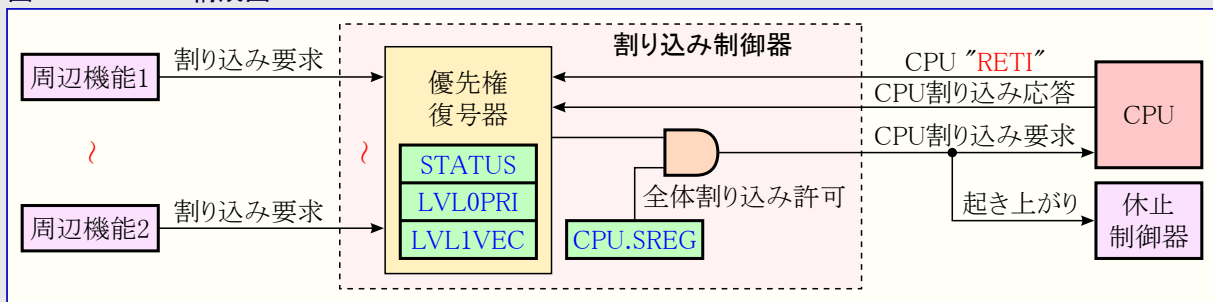 割り込み制御器
周辺機能1
割り込み要求
～
周辺機能2
割り込み要求
～
優先権
復号器
STATUS
LVL0PRI
LVL1VEC
全体割り込み許可
CPU.SREG
CPU "RETI"
CPU割り込み応答
CPU割り込み要求
起き上がり
CPU
休止
制御器